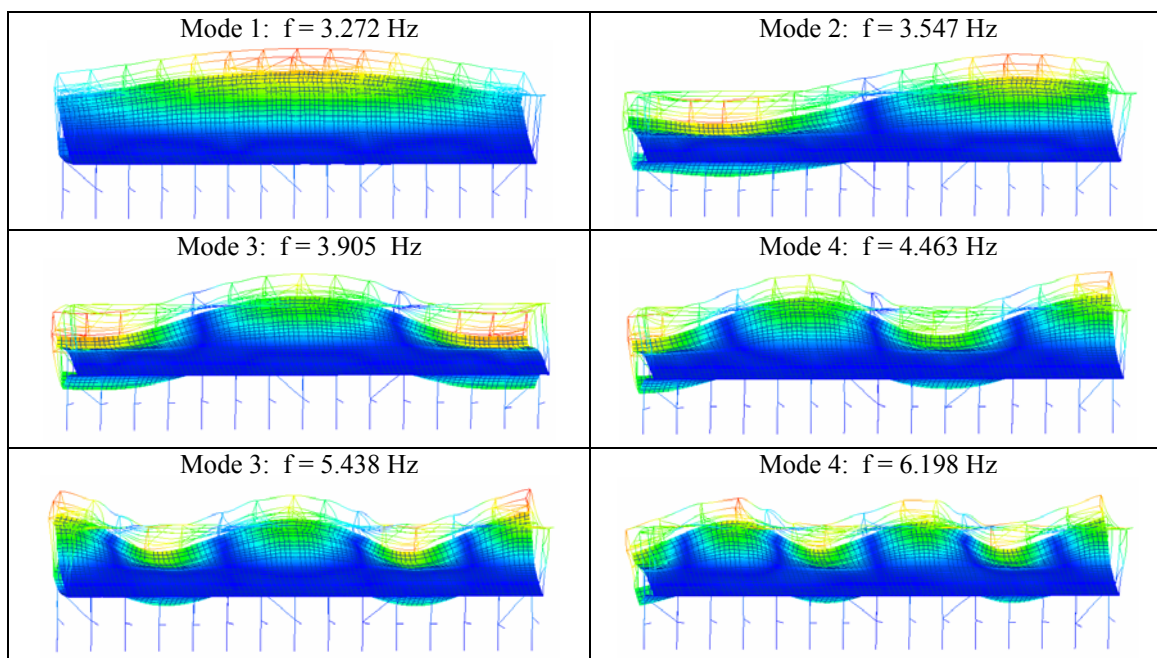 Mode 1:  f = 3.272 Hz
Mode 2:  f = 3.547 Hz
Mode 3:  f = 3.905  Hz
Mode 4:  f = 4.463 Hz
Mode 3:  f = 5.438 Hz
Mode 4:  f = 6.198 Hz